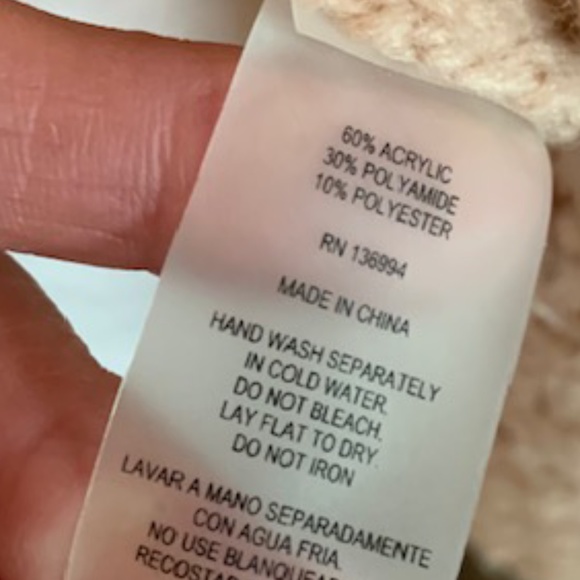 60% ACRYLIC
30% POLYAMIDE
10% POLYESTER
RN 136994
MADE IN CHINA
HAND WASH SEPARATELY
IN COLD WATER.
DO NOT BLEACH.
LAY FLAT TO DRY.
DO NOT IRON
LAVAR A MANO SEPARADAMENTE
CON AGUA FRIA.
NO USE